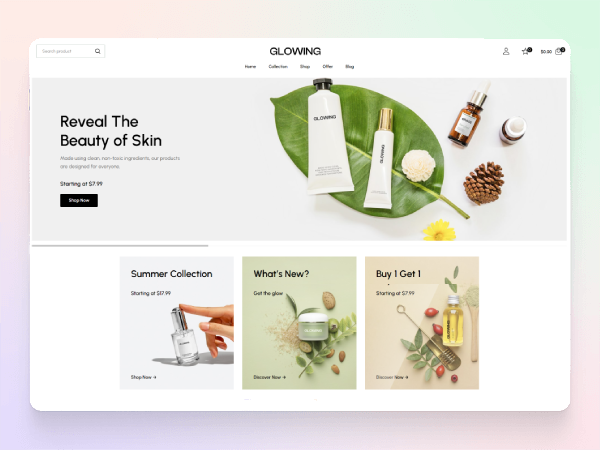 Search product
GLOWING
$0.00
Home
Collection
Shop
Offer
Blog
Reveal The
Beauty of Skin
Made using clean, non-toxic ingredients, our products
are designed for everyone.
Starting at $7.99
Shop Now
GLOWING
GLOWING
Summer Collection
Starting at $17.99
Shop Now →
What's New?
Get the glow
Discover Now →
Buy 1 Get 1
Starting at $7.99
Discover Now →